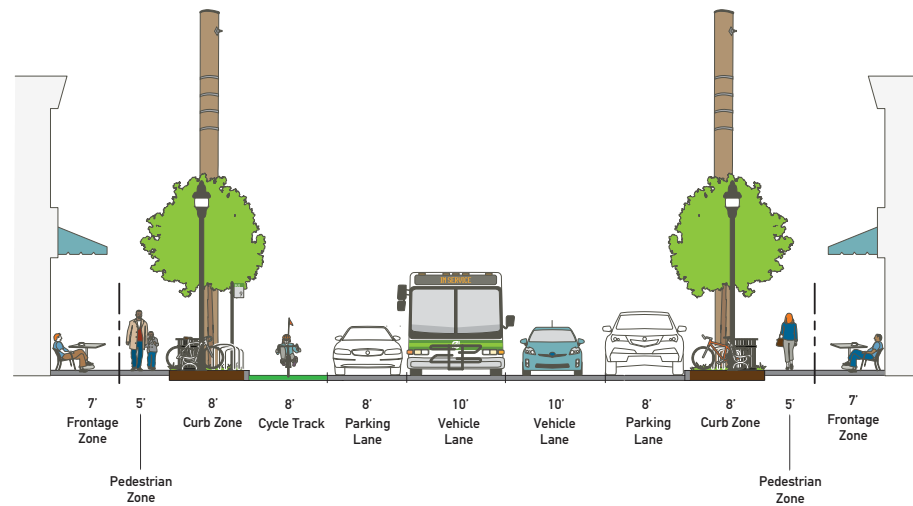 IN SERVICE
7'
Frontage
Zone
5'
Pedestrian
Zone
8'
Curb Zone
8'
Cycle Track
8'
Parking
Lane
10'
Vehicle
Lane
10'
Vehicle
Lane
8'
Parking
Lane
8'
Curb Zone
5'
Pedestrian
Zone
7'
Frontage
Zone